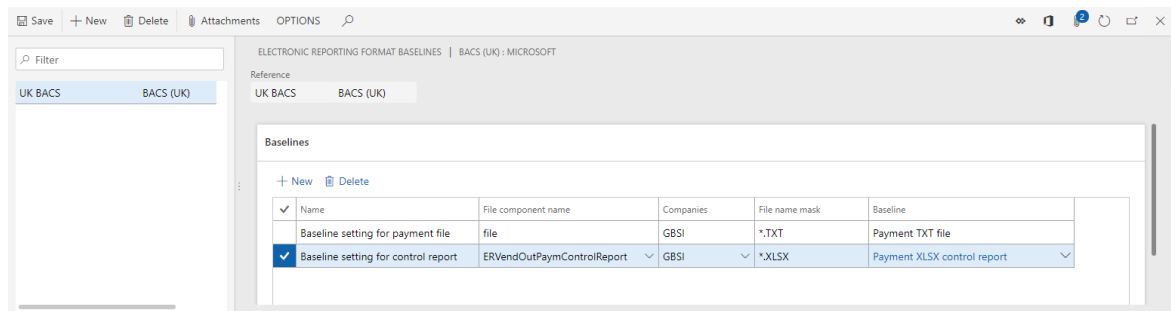 Save New Delete Attachments OPTIONS 2
Filter
UK BACS BACS (UK)
ELECTRONIC REPORTING FORMAT BASELINES | BACS (UK) : MICROSOFT
Reference
UK BACS BACS (UK)
Baselines
New Delete
Name File component name Companies File name mask Baseline
Baseline setting for payment file file GBSI *.TXT Payment TXT file
Baseline setting for control report ERVendOutPaymControlReport GBSI *.XLSX Payment XLSX control report